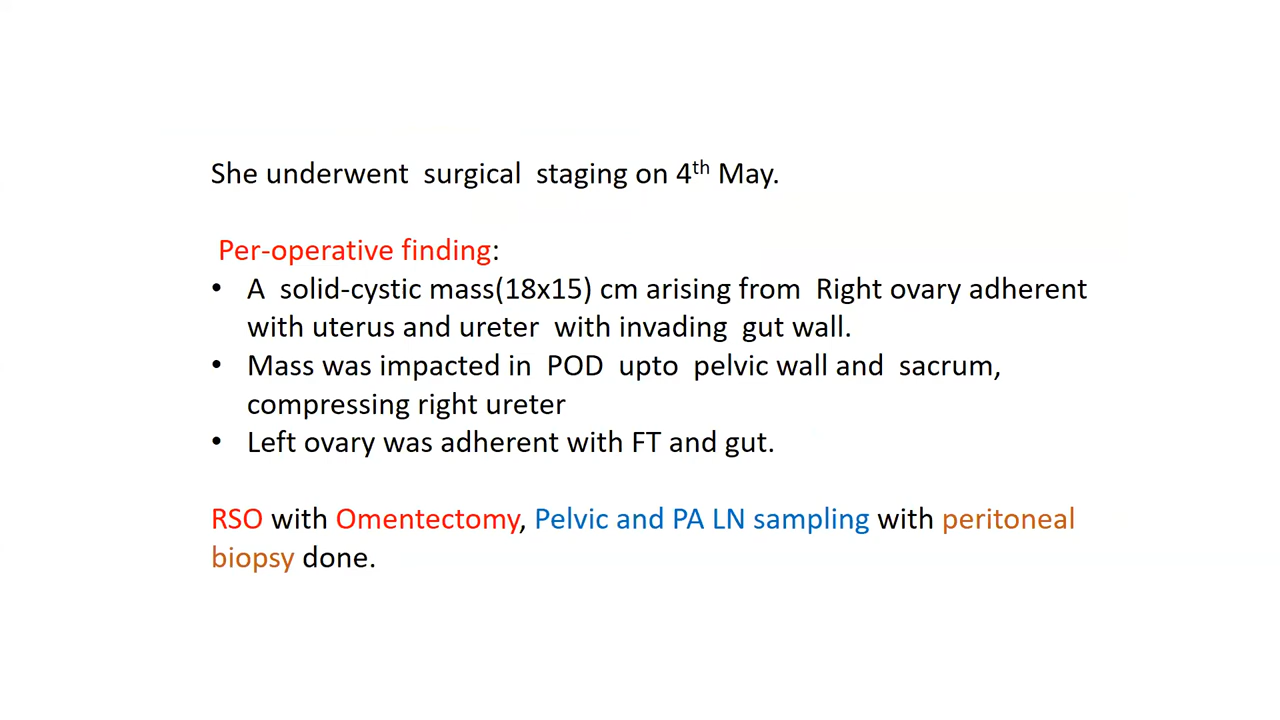 She underwent surgical staging on 4th May.
Per-operative finding:
• A solid-cystic mass(18x15) cm arising from Right ovary adherent
with uterus and ureter with invading gut wall.
• Mass was impacted in POD upto pelvic wall and sacrum,
compressing right ureter
• Left ovary was adherent with FT and gut.
RSO with Omentectomy, Pelvic and PA LN sampling with peritoneal
biopsy done.